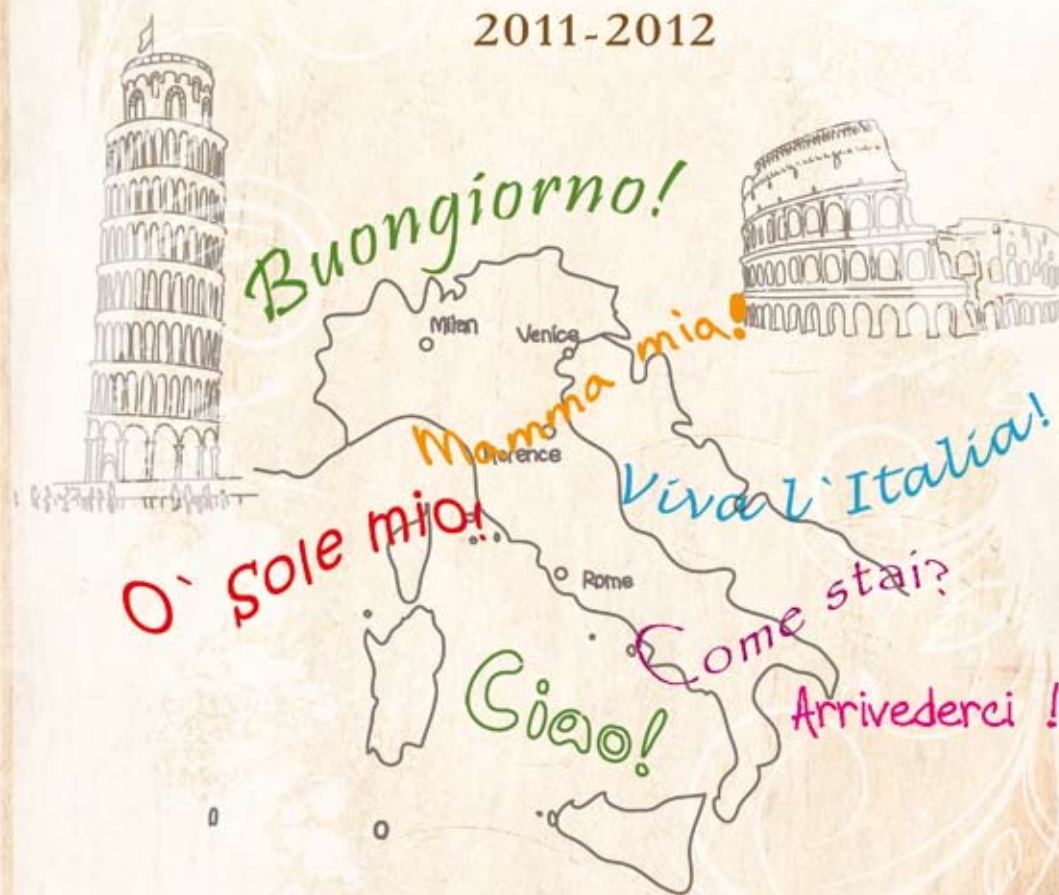 2011-2012
Buongiorno!
Milan
Venice
Mamma mia!
Florence
Viva l`Italia!
O` Sole mio!
Rome
Come stai?
Ciao!
Arrivederci !